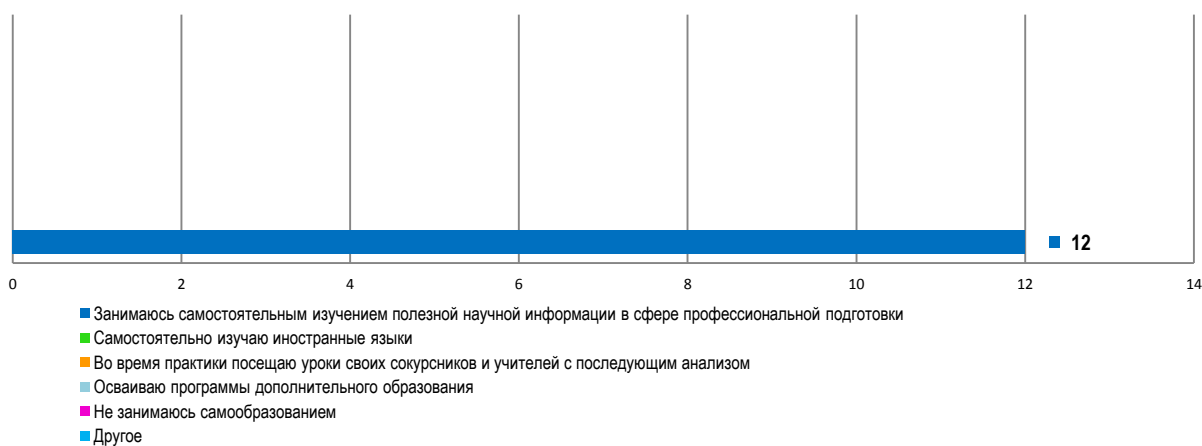 12
0 2 4 6 8 10 12 14
Занимаюсь самостоятельным изучением полезной научной информации в сфере профессиональной подготовки
Самостоятельно изучаю иностранные языки
Во время практики посещаю уроки своих сокурсников и учителей с последующим анализом
Осваиваю программы дополнительного образования
Не занимаюсь самообразованием
Другое